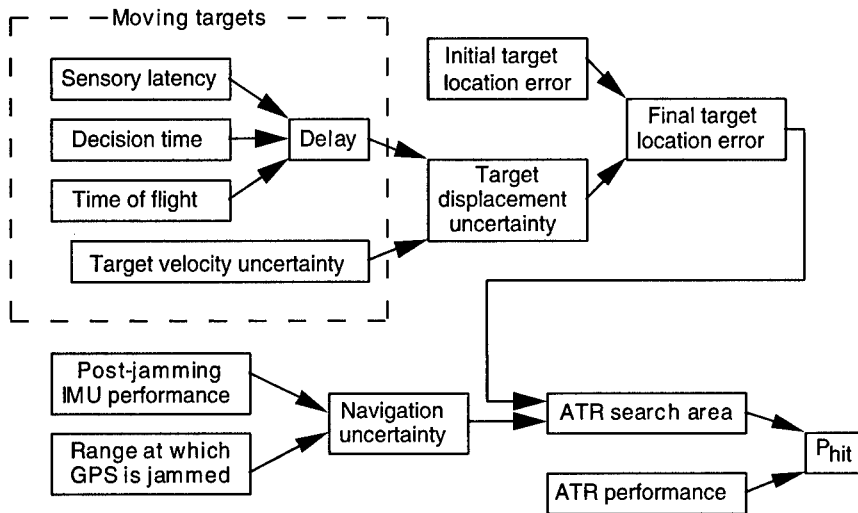 Moving targets
Sensory latency
Decision time
Time of flight
Delay
Target velocity uncertainty
Initial target
location error
Target
displacement
uncertainty
Final target
location error
Post-jamming
IMU performance
Range at which
GPS is jammed
Navigation
uncertainty
ATR search area
ATR performance
Phit